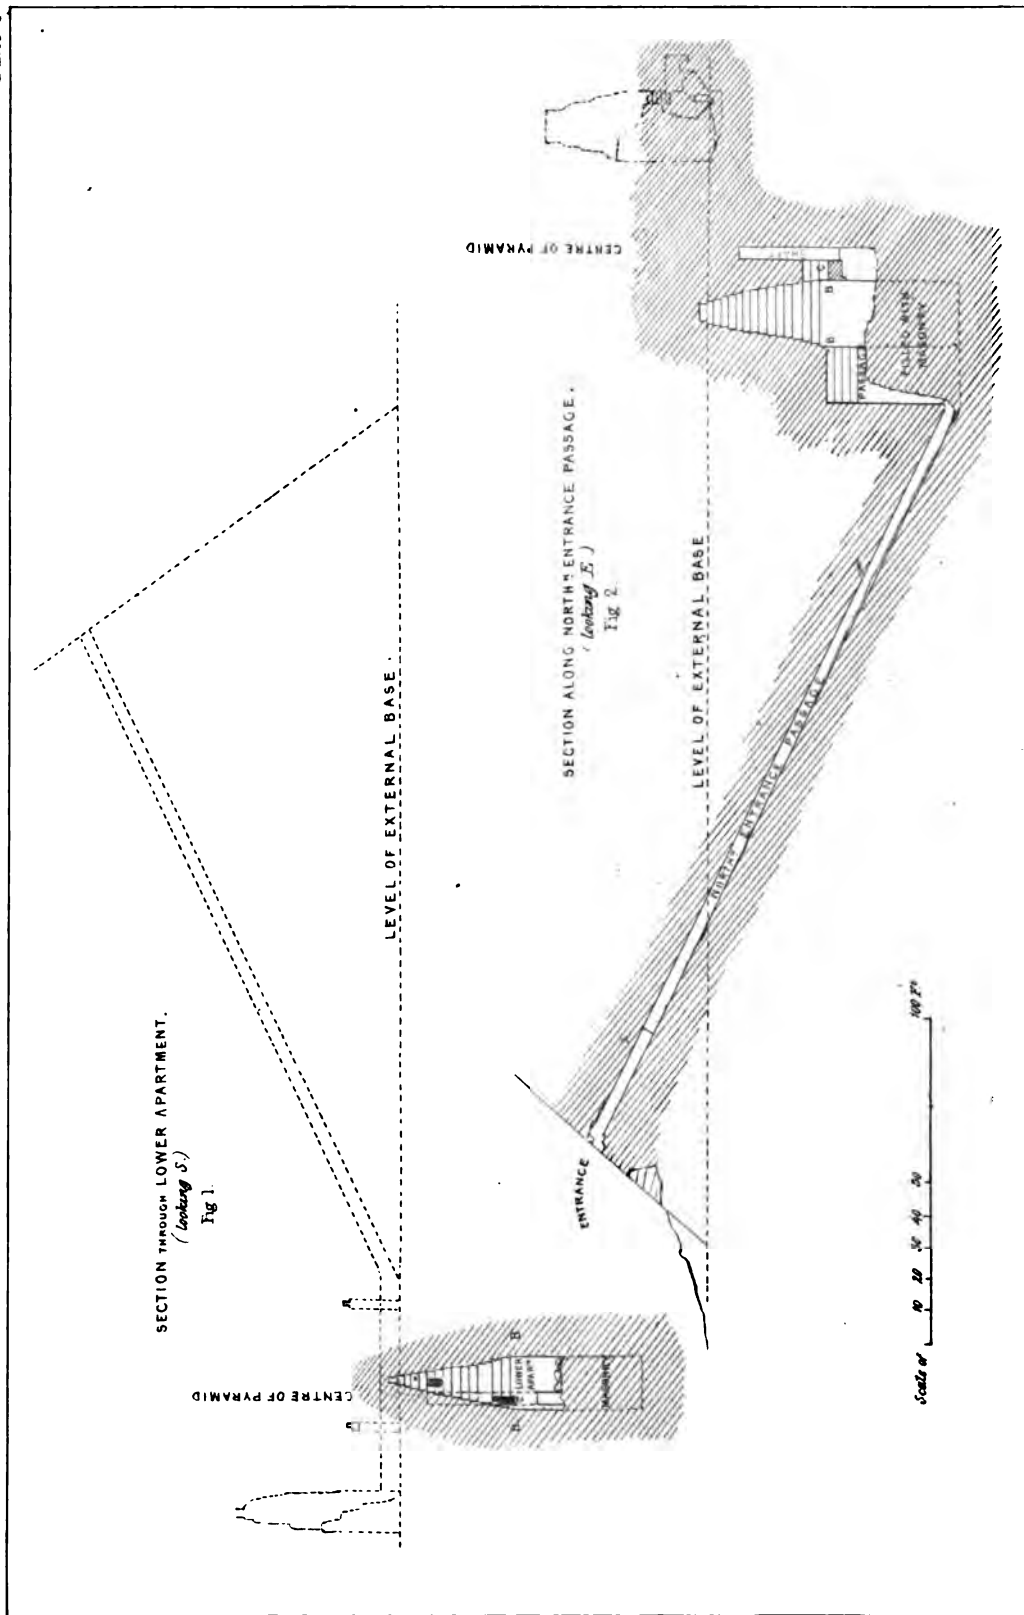 SECTION THROUGH LOWER APARTMENT.
(looking S.)
Fig 1.
LEVEL OF EXTERNAL BASE.
CENTRE OF PYRAMID
B
B
LOWER
APART.
MASONRY
SECTION ALONG NORTHN ENTRANCE PASSAGE.
(looking E.)
Fig 2.
LEVEL OF EXTERNAL BASE
CENTRE OF PYRAMID
ENTRANCE
NORTHN ENTRANCE PASSAGE
PASSAGE
B
B
C
FILLED WITH
MASONRY
Scale of
10 20 30 40 50 100 Ft